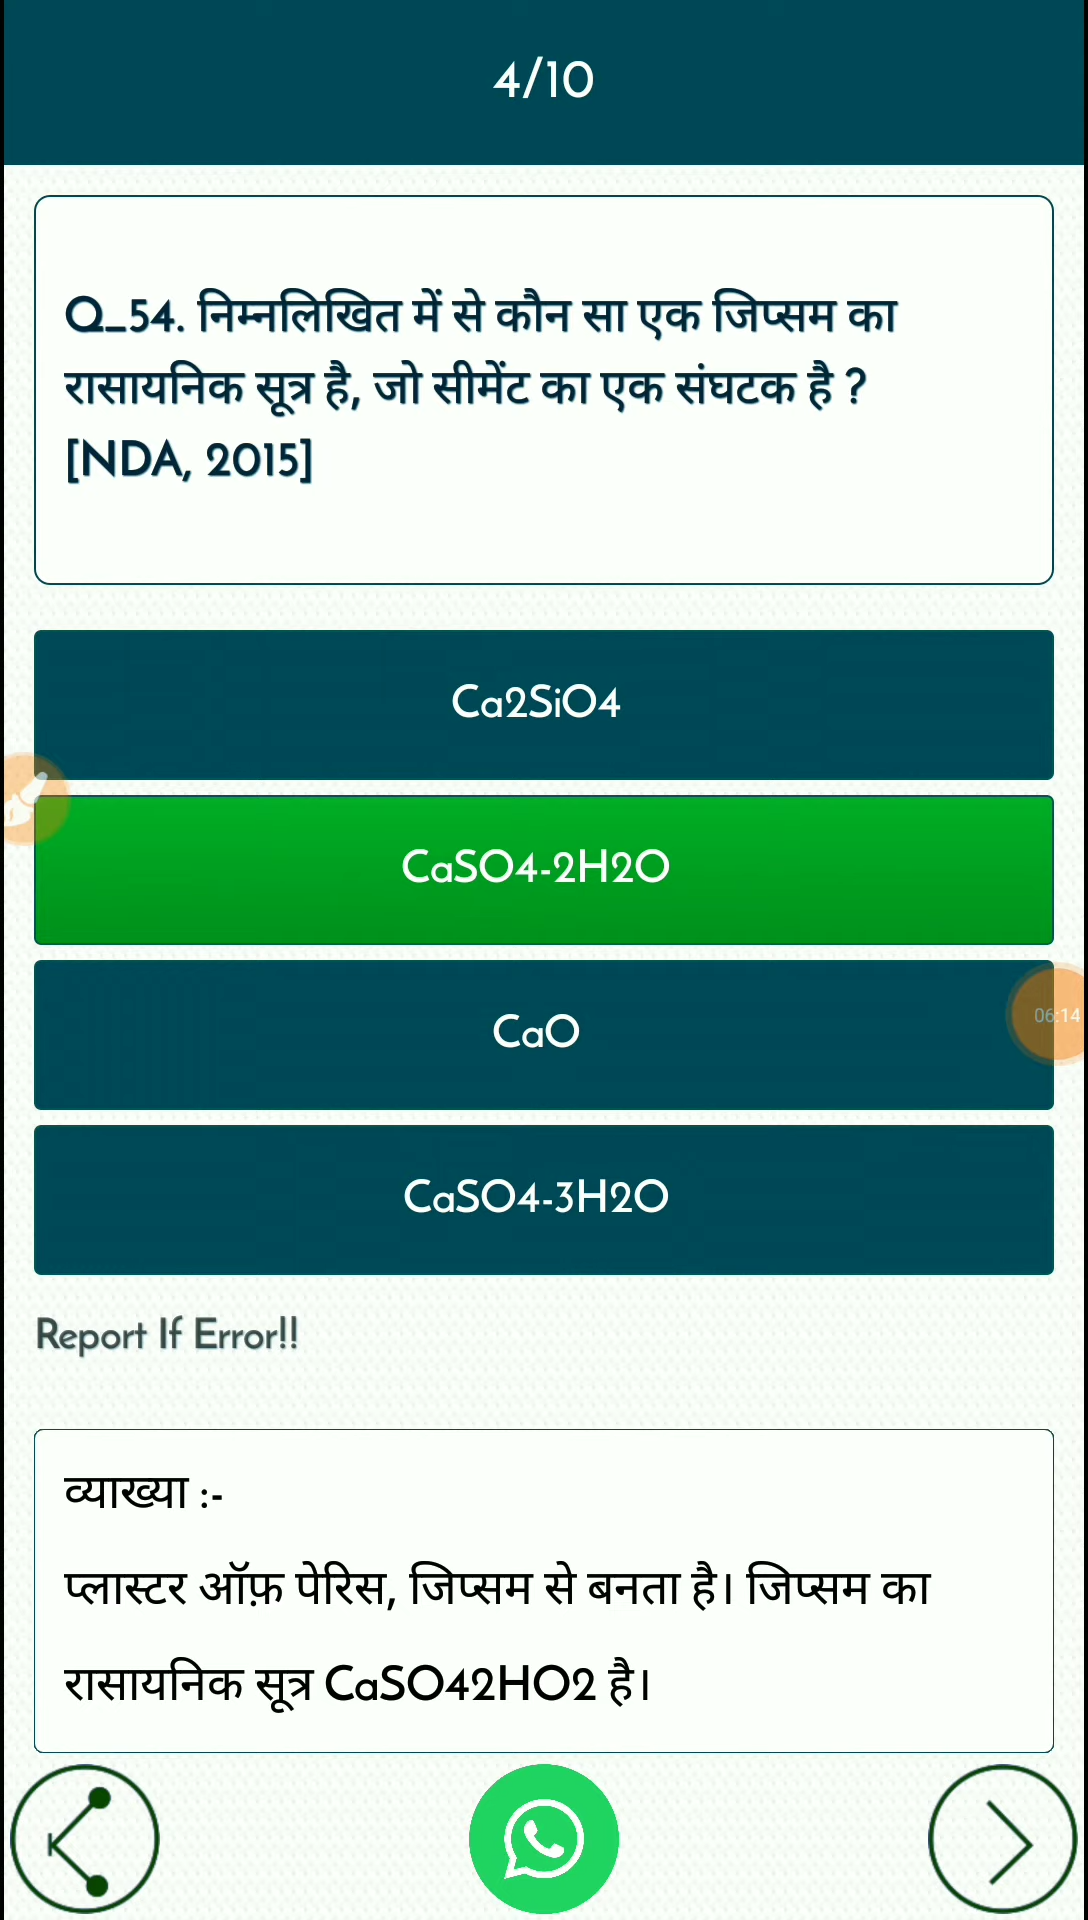 4/10
Q_54. निम्नलिखित में से कौन सा एक जिप्सम का
रासायनिक सूत्र है, जो सीमेंट का एक संघटक है ?
[NDA, 2015]
Ca2SiO4
CaSO4-2H2O
CaO
06:14
CaSO4-3H2O
Report If Error!!
व्याख्या :-
प्लास्टर ऑफ़ पेरिस, जिप्सम से बनता है। जिप्सम का
रासायनिक सूत्र CaSO42HO2 है।